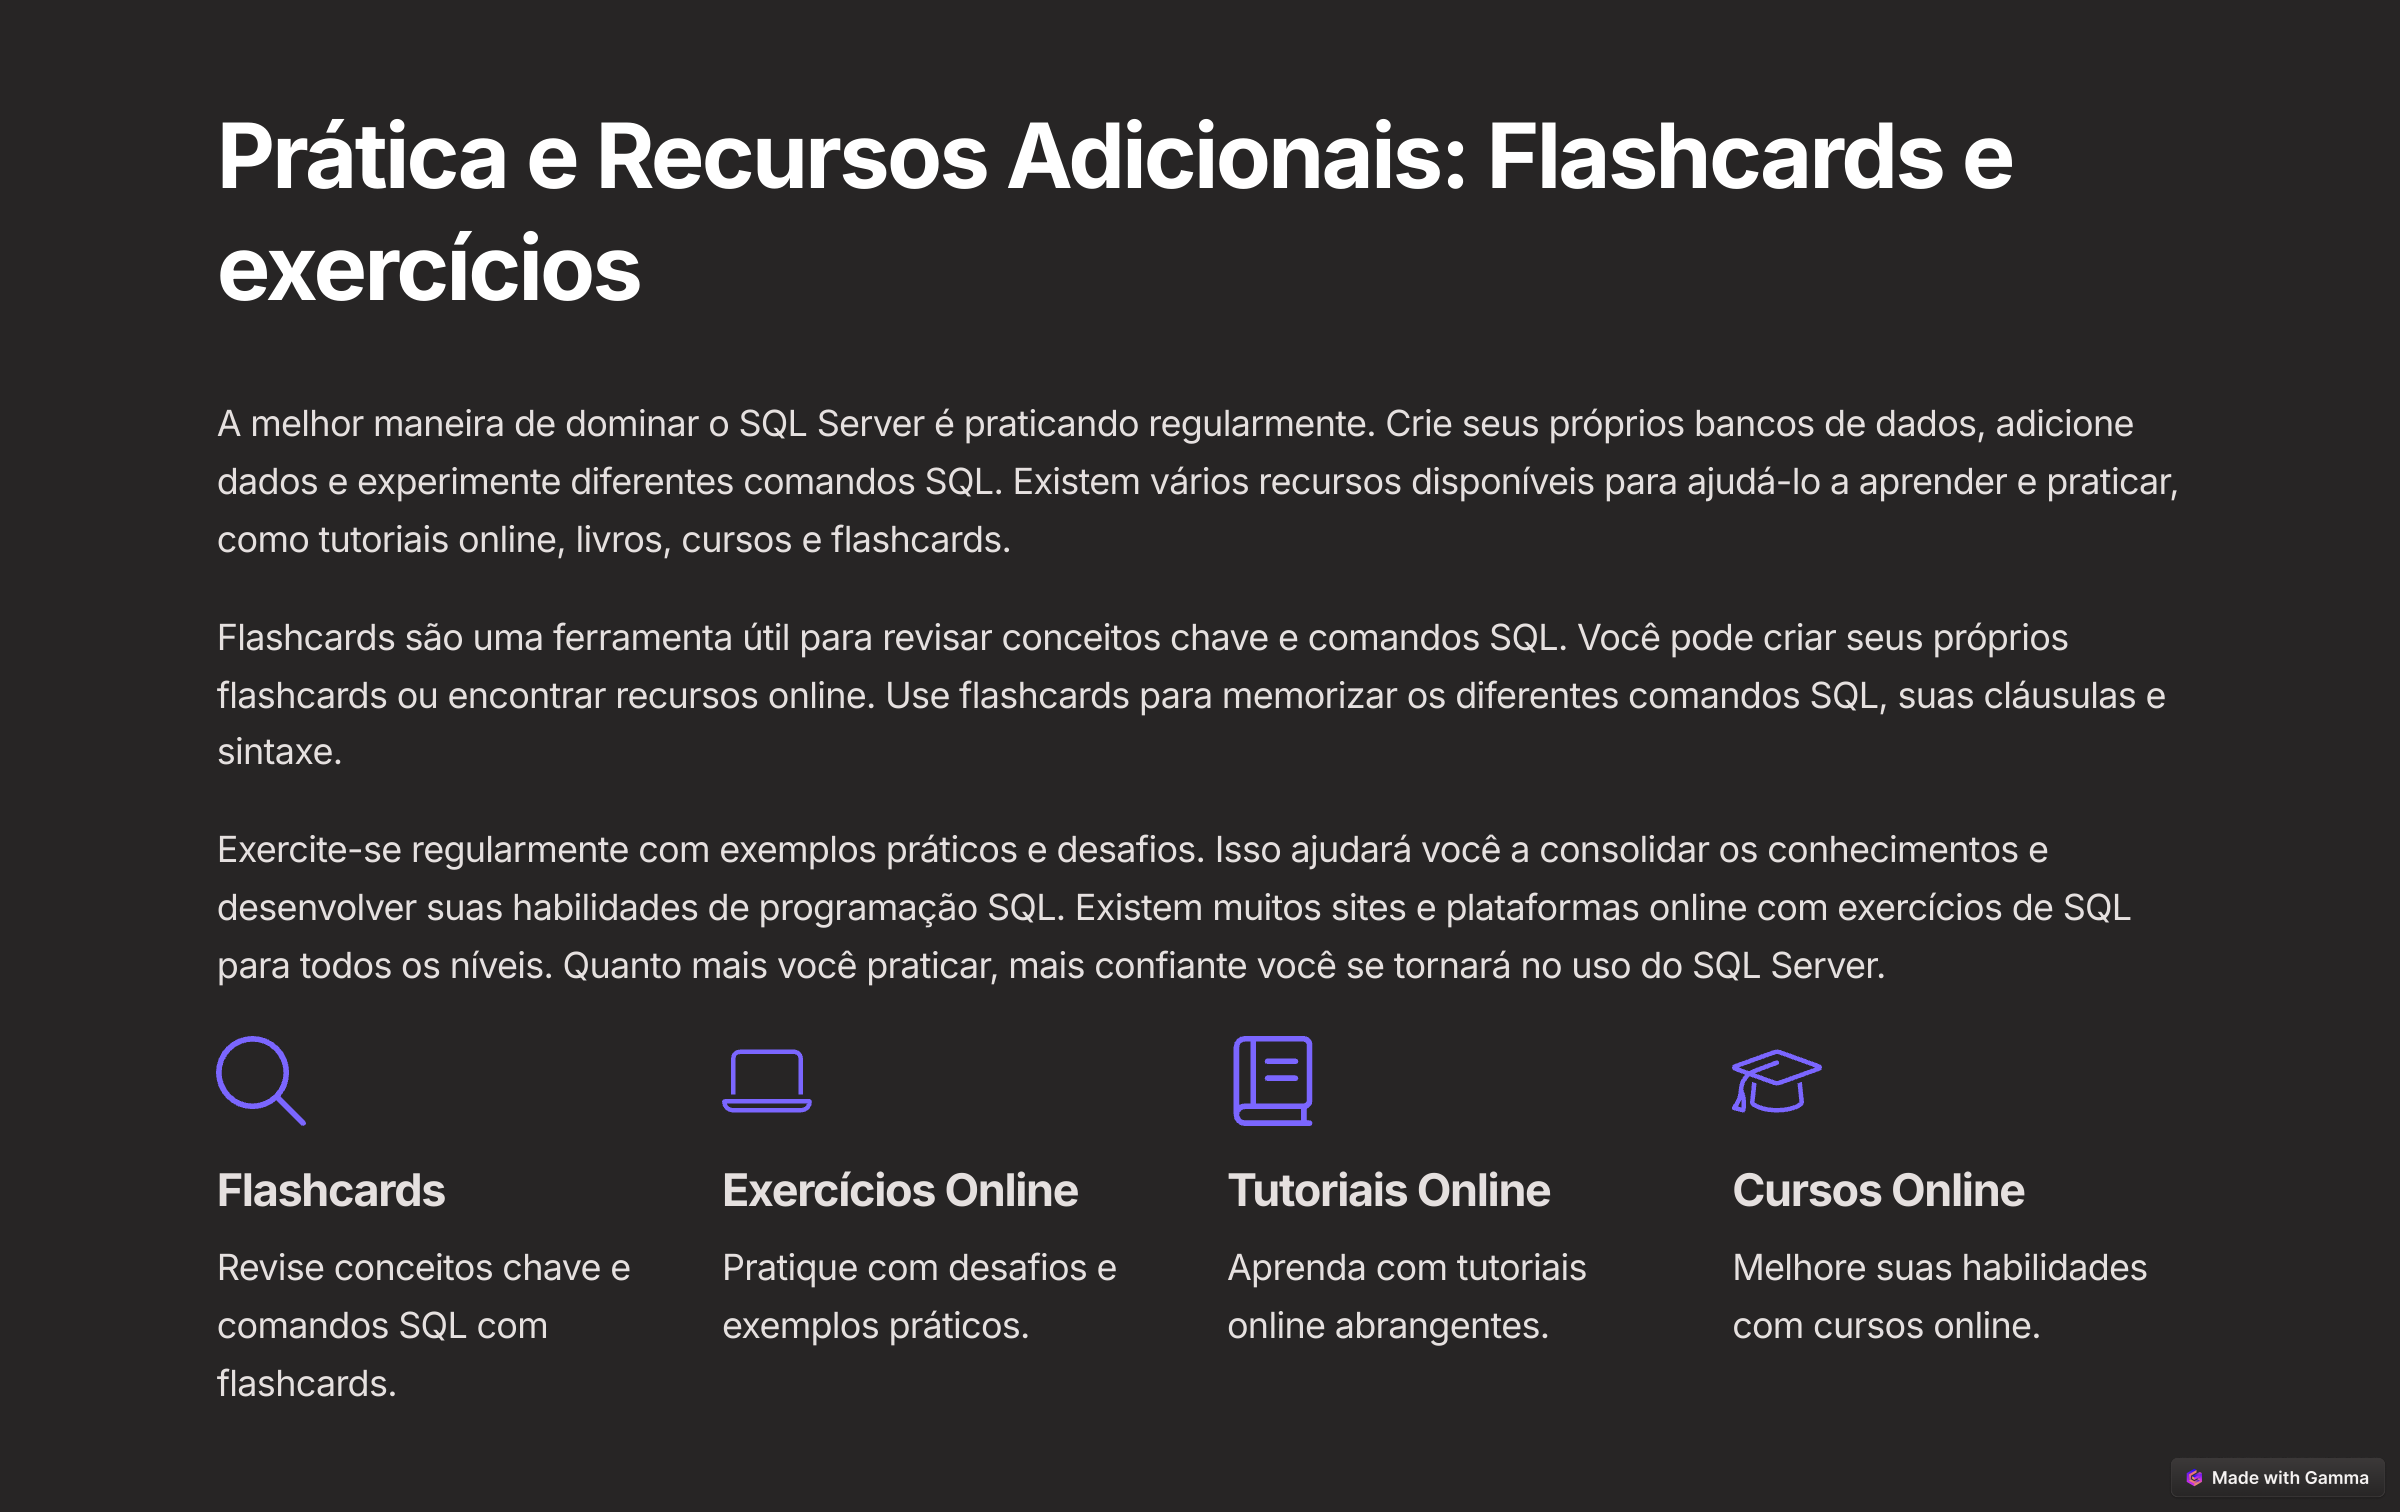 Prática e Recursos Adicionais: Flashcards e
exercícios
A melhor maneira de dominar o SQL Server é praticando regularmente. Crie seus próprios bancos de dados, adicione
dados e experimente diferentes comandos SQL. Existem vários recursos disponíveis para ajudá-lo a aprender e praticar,
como tutoriais online, livros, cursos e flashcards.
Flashcards são uma ferramenta útil para revisar conceitos chave e comandos SQL. Você pode criar seus próprios
flashcards ou encontrar recursos online. Use flashcards para memorizar os diferentes comandos SQL, suas cláusulas e
sintaxe.
Exercite-se regularmente com exemplos práticos e desafios. Isso ajudará você a consolidar os conhecimentos e
desenvolver suas habilidades de programação SQL. Existem muitos sites e plataformas online com exercícios de SQL
para todos os níveis. Quanto mais você praticar, mais confiante você se tornará no uso do SQL Server.
Flashcards
Revise conceitos chave e
comandos SQL com
flashcards.
Exercícios Online
Pratique com desafios e
exemplos práticos.
Tutoriais Online
Aprenda com tutoriais
online abrangentes.
Cursos Online
Melhore suas habilidades
com cursos online.
Made with Gamma